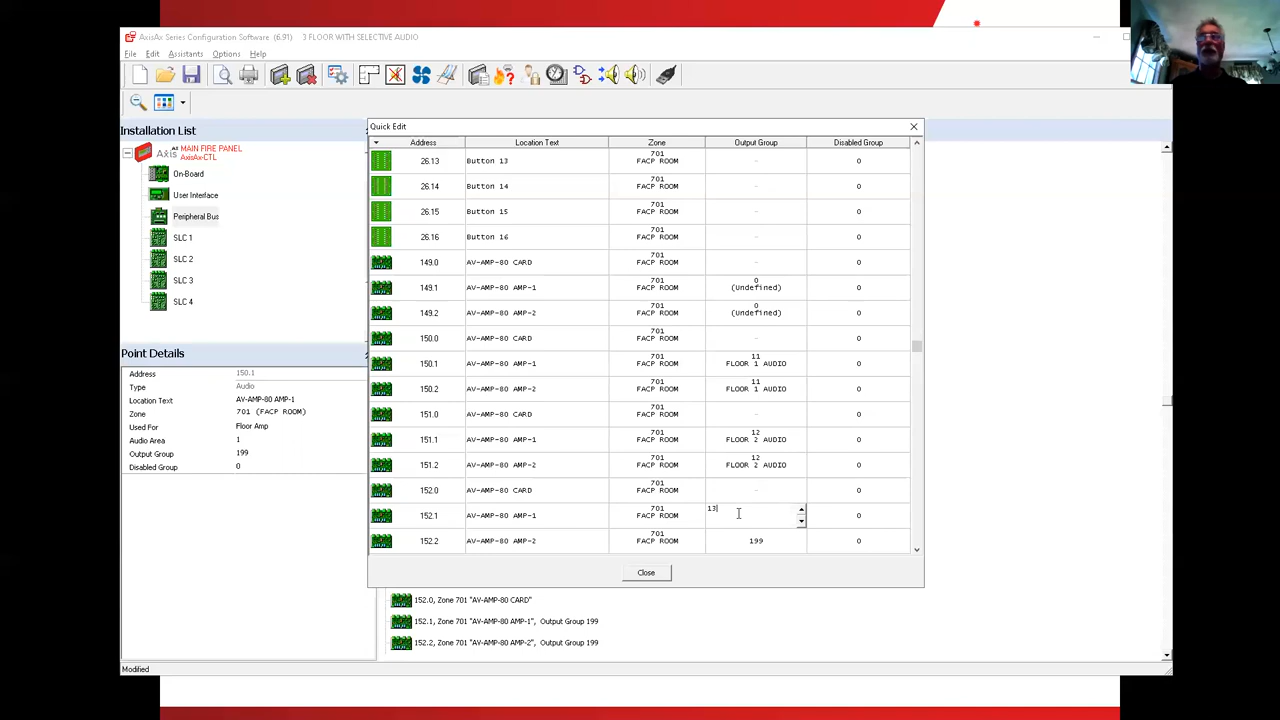 AxisAx Series Configuration Software (6.91) 3 FLOOR WITH SELECTIVE AUDIO
File Edit Assistants Options Help
Installation List
Axis AX MAIN FIRE PANEL
AxisAx-CTL
On-Board
User Interface
Peripheral Bus
SLC 1
SLC 2
SLC 3
SLC 4
Point Details
Address 150.1
Type Audio
Location Text AV-AMP-80 AMP-1
Zone 701 (FACP ROOM)
Used For Floor Amp
Audio Area 1
Output Group 199
Disabled Group 0
Quick Edit
Address Location Text Zone Output Group Disabled Group
26.13 Button 13 701 FACP ROOM - 0
26.14 Button 14 701 FACP ROOM - 0
26.15 Button 15 701 FACP ROOM - 0
26.16 Button 16 701 FACP ROOM - 0
149.0 AV-AMP-80 CARD 701 FACP ROOM - 0
149.1 AV-AMP-80 AMP-1 701 FACP ROOM 0 (Undefined) 0
149.2 AV-AMP-80 AMP-2 701 FACP ROOM 0 (Undefined) 0
150.0 AV-AMP-80 CARD 701 FACP ROOM - 0
150.1 AV-AMP-80 AMP-1 701 FACP ROOM 11 FLOOR 1 AUDIO 0
150.2 AV-AMP-80 AMP-2 701 FACP ROOM 11 FLOOR 1 AUDIO 0
151.0 AV-AMP-80 CARD 701 FACP ROOM - 0
151.1 AV-AMP-80 AMP-1 701 FACP ROOM 12 FLOOR 2 AUDIO 0
151.2 AV-AMP-80 AMP-2 701 FACP ROOM 12 FLOOR 2 AUDIO 0
152.0 AV-AMP-80 CARD 701 FACP ROOM - 0
152.1 AV-AMP-80 AMP-1 701 FACP ROOM 13 0
152.2 AV-AMP-80 AMP-2 701 FACP ROOM 199 0
Close
152.0, Zone 701 "AV-AMP-80 CARD"
152.1, Zone 701 "AV-AMP-80 AMP-1", Output Group 199
152.2, Zone 701 "AV-AMP-80 AMP-2", Output Group 199
Modified